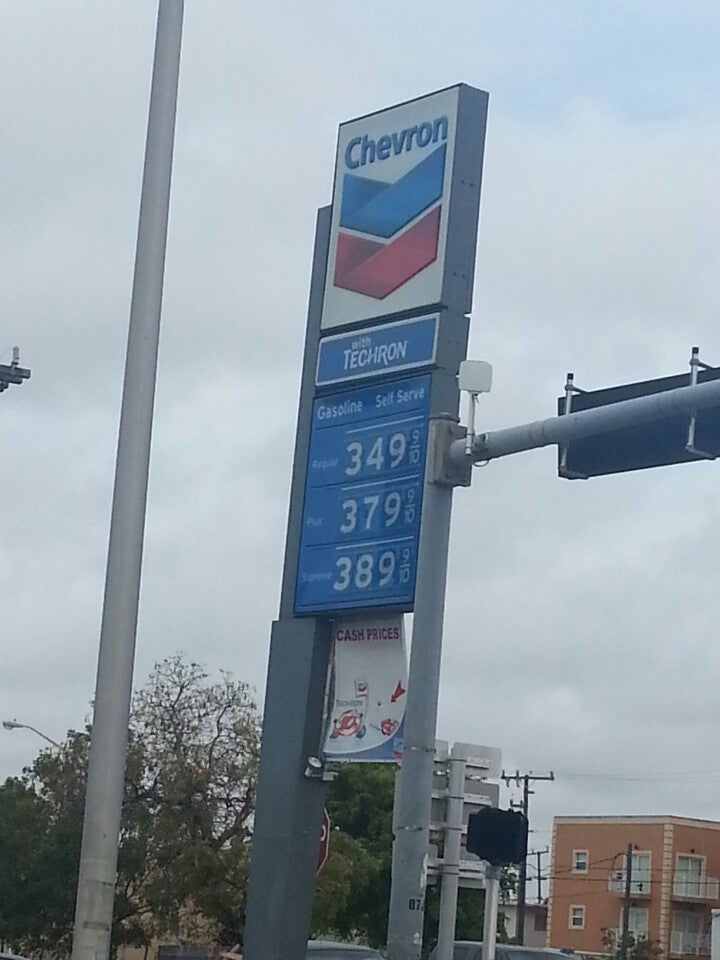 Chevron
with
TECHRON
Gasoline Self Serve
Regular 349 9/10
Plus 379 9/10
Supreme 389 9/10
CASH PRICES
TECHRON